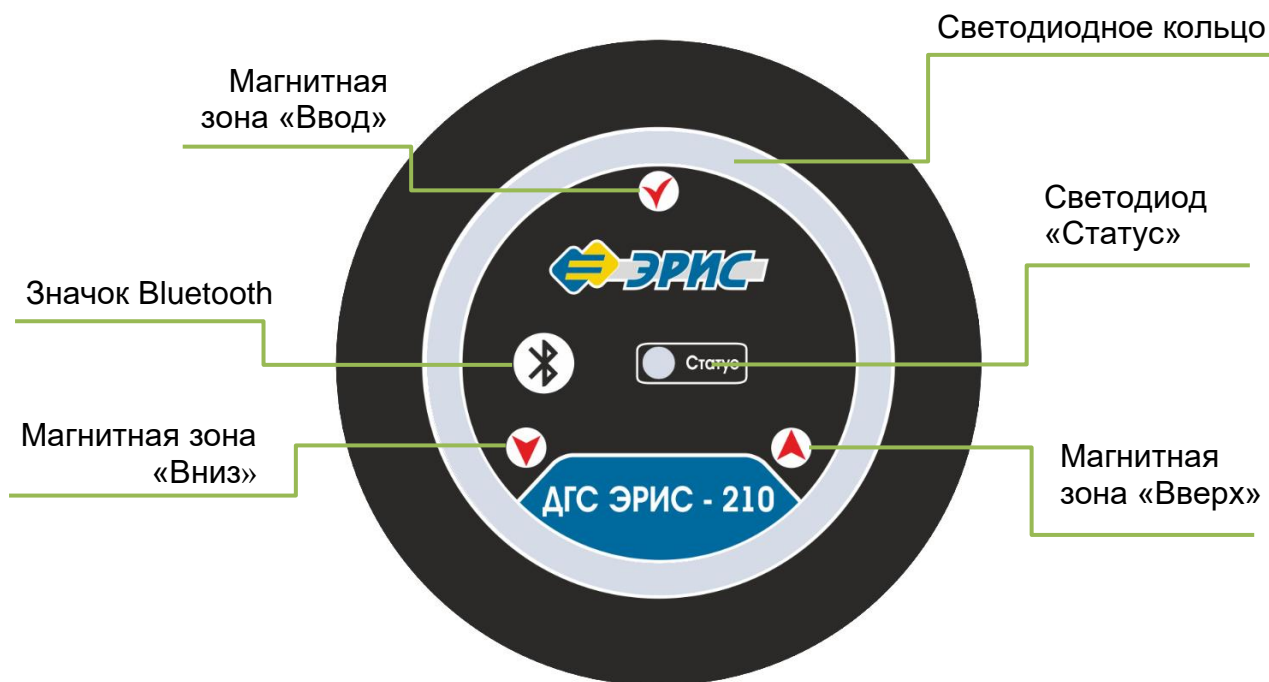 Светодиодное кольцо
Магнитная
зона «Ввод»
Светодиод
«Статус»
ЭРИС
Значок Bluetooth
Статус
Магнитная зона
«Вниз»
Магнитная
зона «Вверх»
ДГС ЭРИС - 210